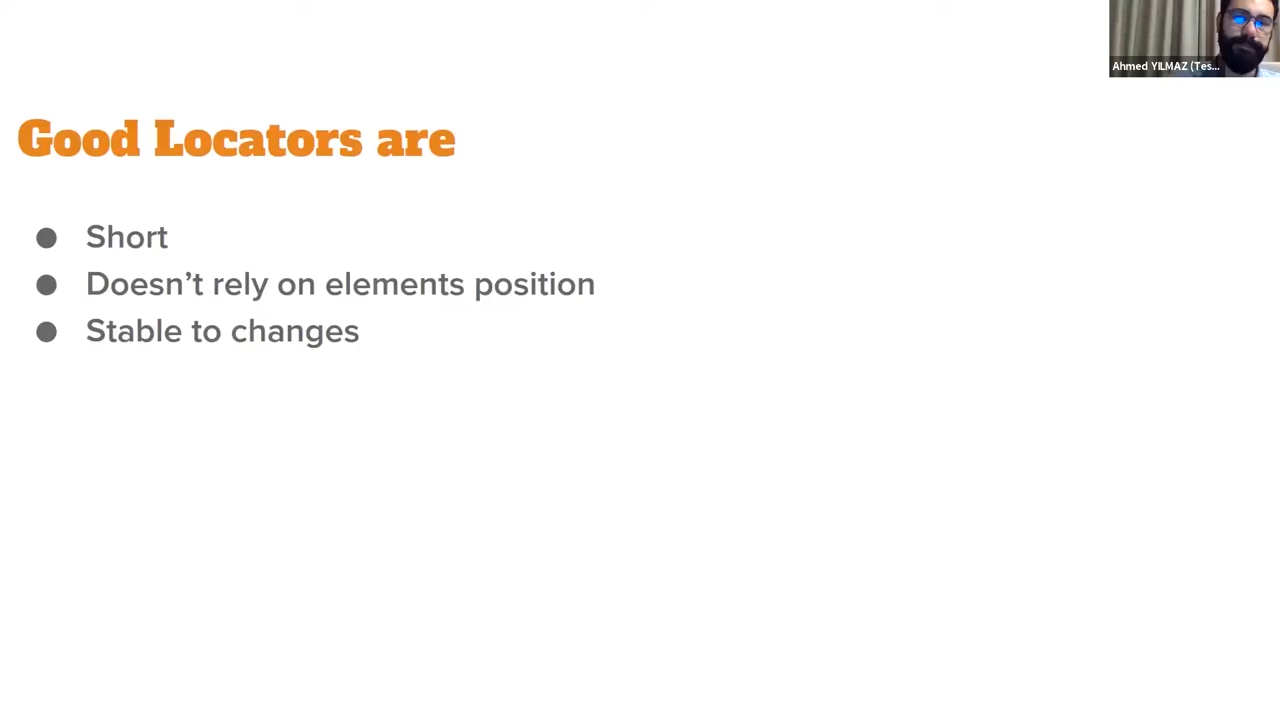 Ahmed YILMAZ (Tes...
Good Locators are
● Short
● Doesn’t rely on elements position
● Stable to changes